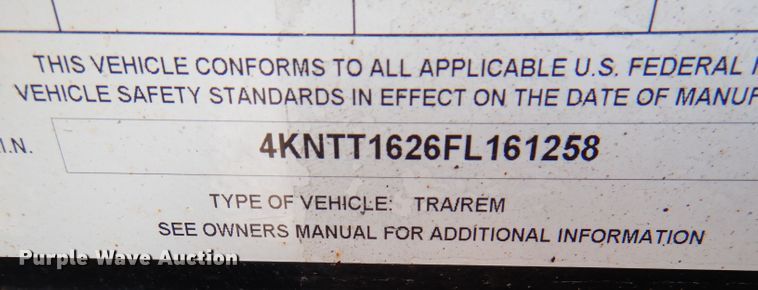 THIS VEHICLE CONFORMS TO ALL APPLICABLE U.S. FEDERAL
VEHICLE SAFETY STANDARDS IN EFFECT ON THE DATE OF MANUF
I.N.
4KNTT1626FL161258
TYPE OF VEHICLE: TRA/REM
SEE OWNERS MANUAL FOR ADDITIONAL INFORMATION
Purple Wave Auction